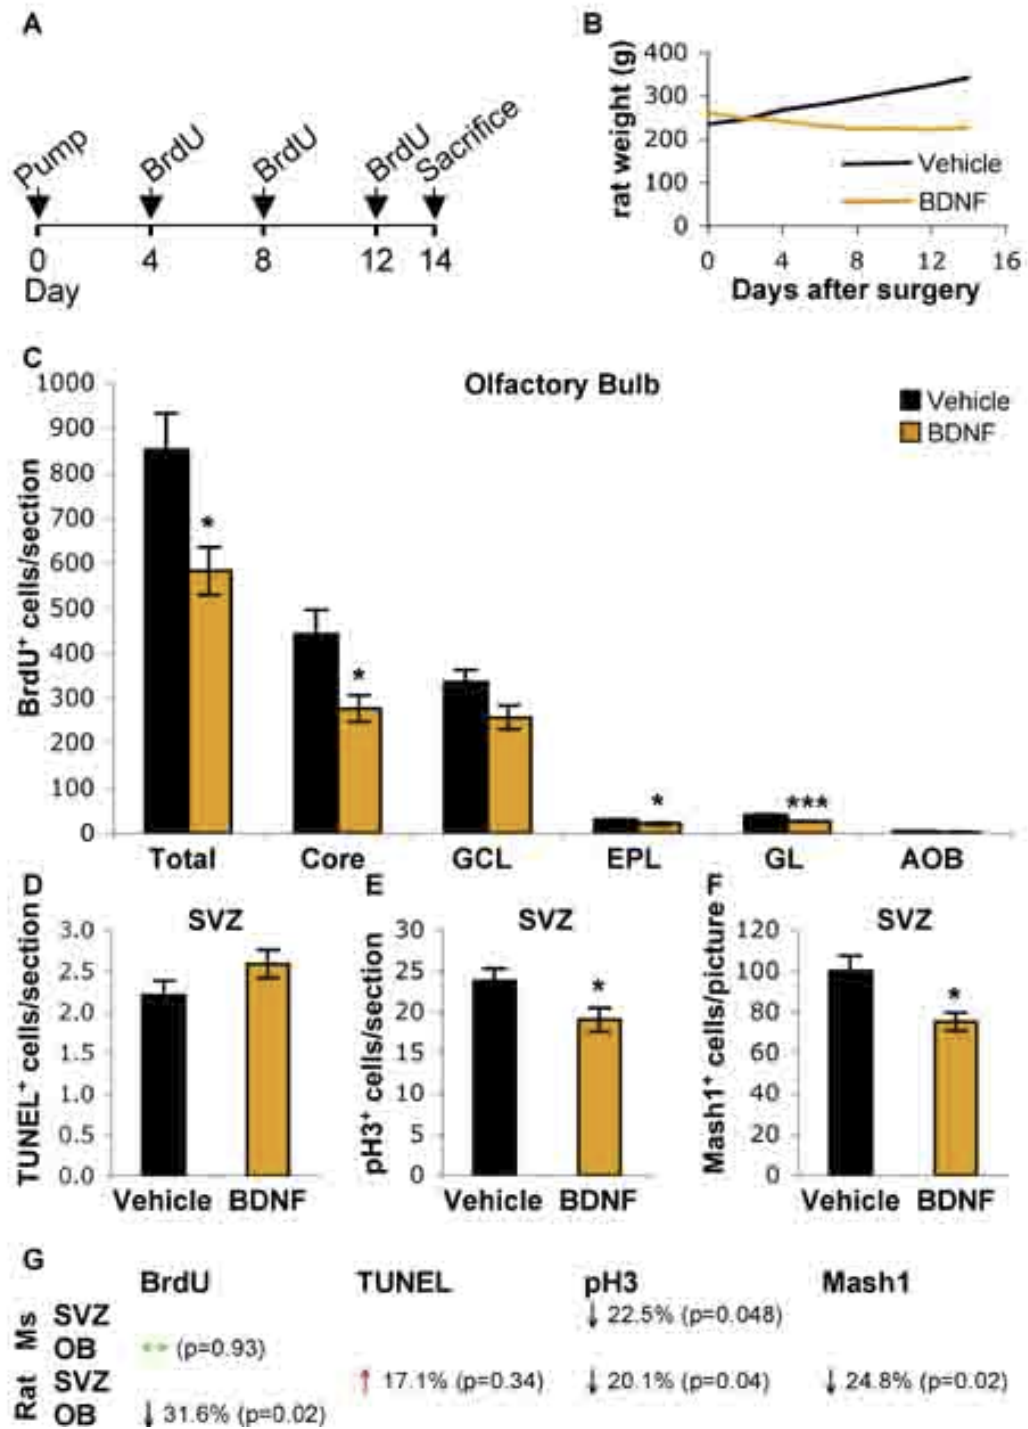 A
Pump
BrdU
BrdU
BrdU
Sacrifice
0 4 8 12 14
Day
B
rat weight (g)
400
300
200
100
0
Vehicle
BDNF
0 4 8 12 16
Days after surgery
C
Olfactory Bulb
Vehicle
BDNF
BrdU⁺ cells/section
1000
900
800
700
600
500
400
300
200
100
0
*
*
*
***
Total Core GCL EPL GL AOB
D
SVZ
TUNEL⁺ cells/section
3.0
2.5
2.0
1.5
1.0
0.5
0.0
Vehicle BDNF
E
SVZ
pH3⁺ cells/section
30
25
20
15
10
5
0
*
Vehicle BDNF
F
SVZ
Mash1⁺ cells/picture
120
100
80
60
40
20
0
*
Vehicle BDNF
G
BrdU TUNEL pH3 Mash1
Ms
SVZ ↓ 22.5% (p=0.048)
OB ↔ (p=0.93)
Rat
SVZ ↑ 17.1% (p=0.34) ↓ 20.1% (p=0.04) ↓ 24.8% (p=0.02)
OB ↓ 31.6% (p=0.02)